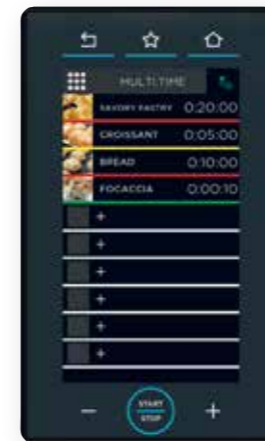 MULTI.TIME
SAVORY PASTRY 0:20:00
CROISSANT 0:05:00
BREAD 0:10:00
FOCACCIA 0:00:10
+
+
+
+
+
+
− START STOP +